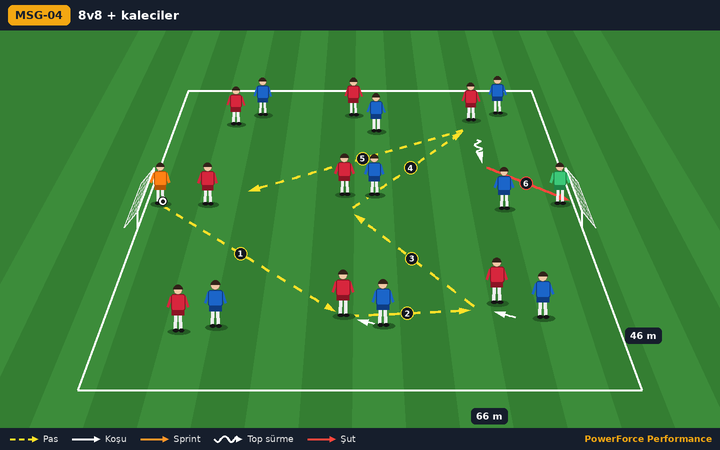 MSG-04 8v8 + kaleciler
5
4
6
1
3
2
46 m
66 m
Pas Koşu Sprint Top sürme Şut PowerForce Performance